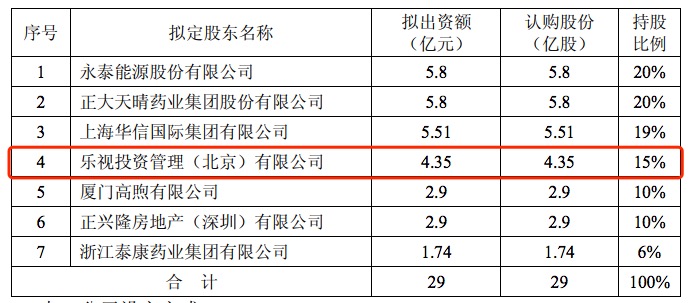 序号 拟定股东名称 拟出资额（亿元） 认购股份（亿股） 持股比例
1 永泰能源股份有限公司 5.8 5.8 20%
2 正大天晴药业集团股份有限公司 5.8 5.8 20%
3 上海华信国际集团有限公司 5.51 5.51 19%
4 乐视投资管理（北京）有限公司 4.35 4.35 15%
5 厦门高煦有限公司 2.9 2.9 10%
6 正兴隆房地产（深圳）有限公司 2.9 2.9 10%
7 浙江泰康药业集团有限公司 1.74 1.74 6%
合 计 29 29 100%